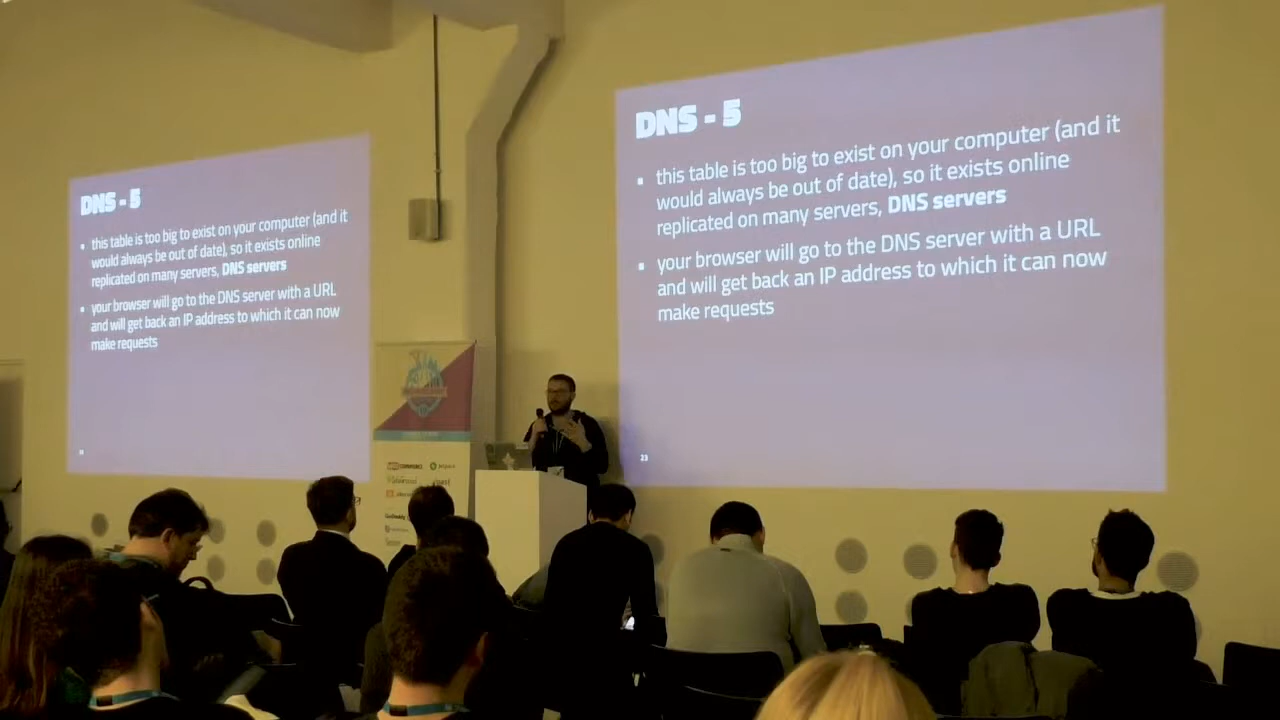 DNS - 5
this table is too big to exist on your computer (and it
would always be out of date), so it exists online
replicated on many servers, DNS servers
your browser will go to the DNS server with a URL
and will get back an IP address to which it can now
make requests
DNS - 5
this table is too big to exist on your computer (and it
would always be out of date), so it exists online
replicated on many servers, DNS servers
your browser will go to the DNS server with a URL
and will get back an IP address to which it can now
make requests
23